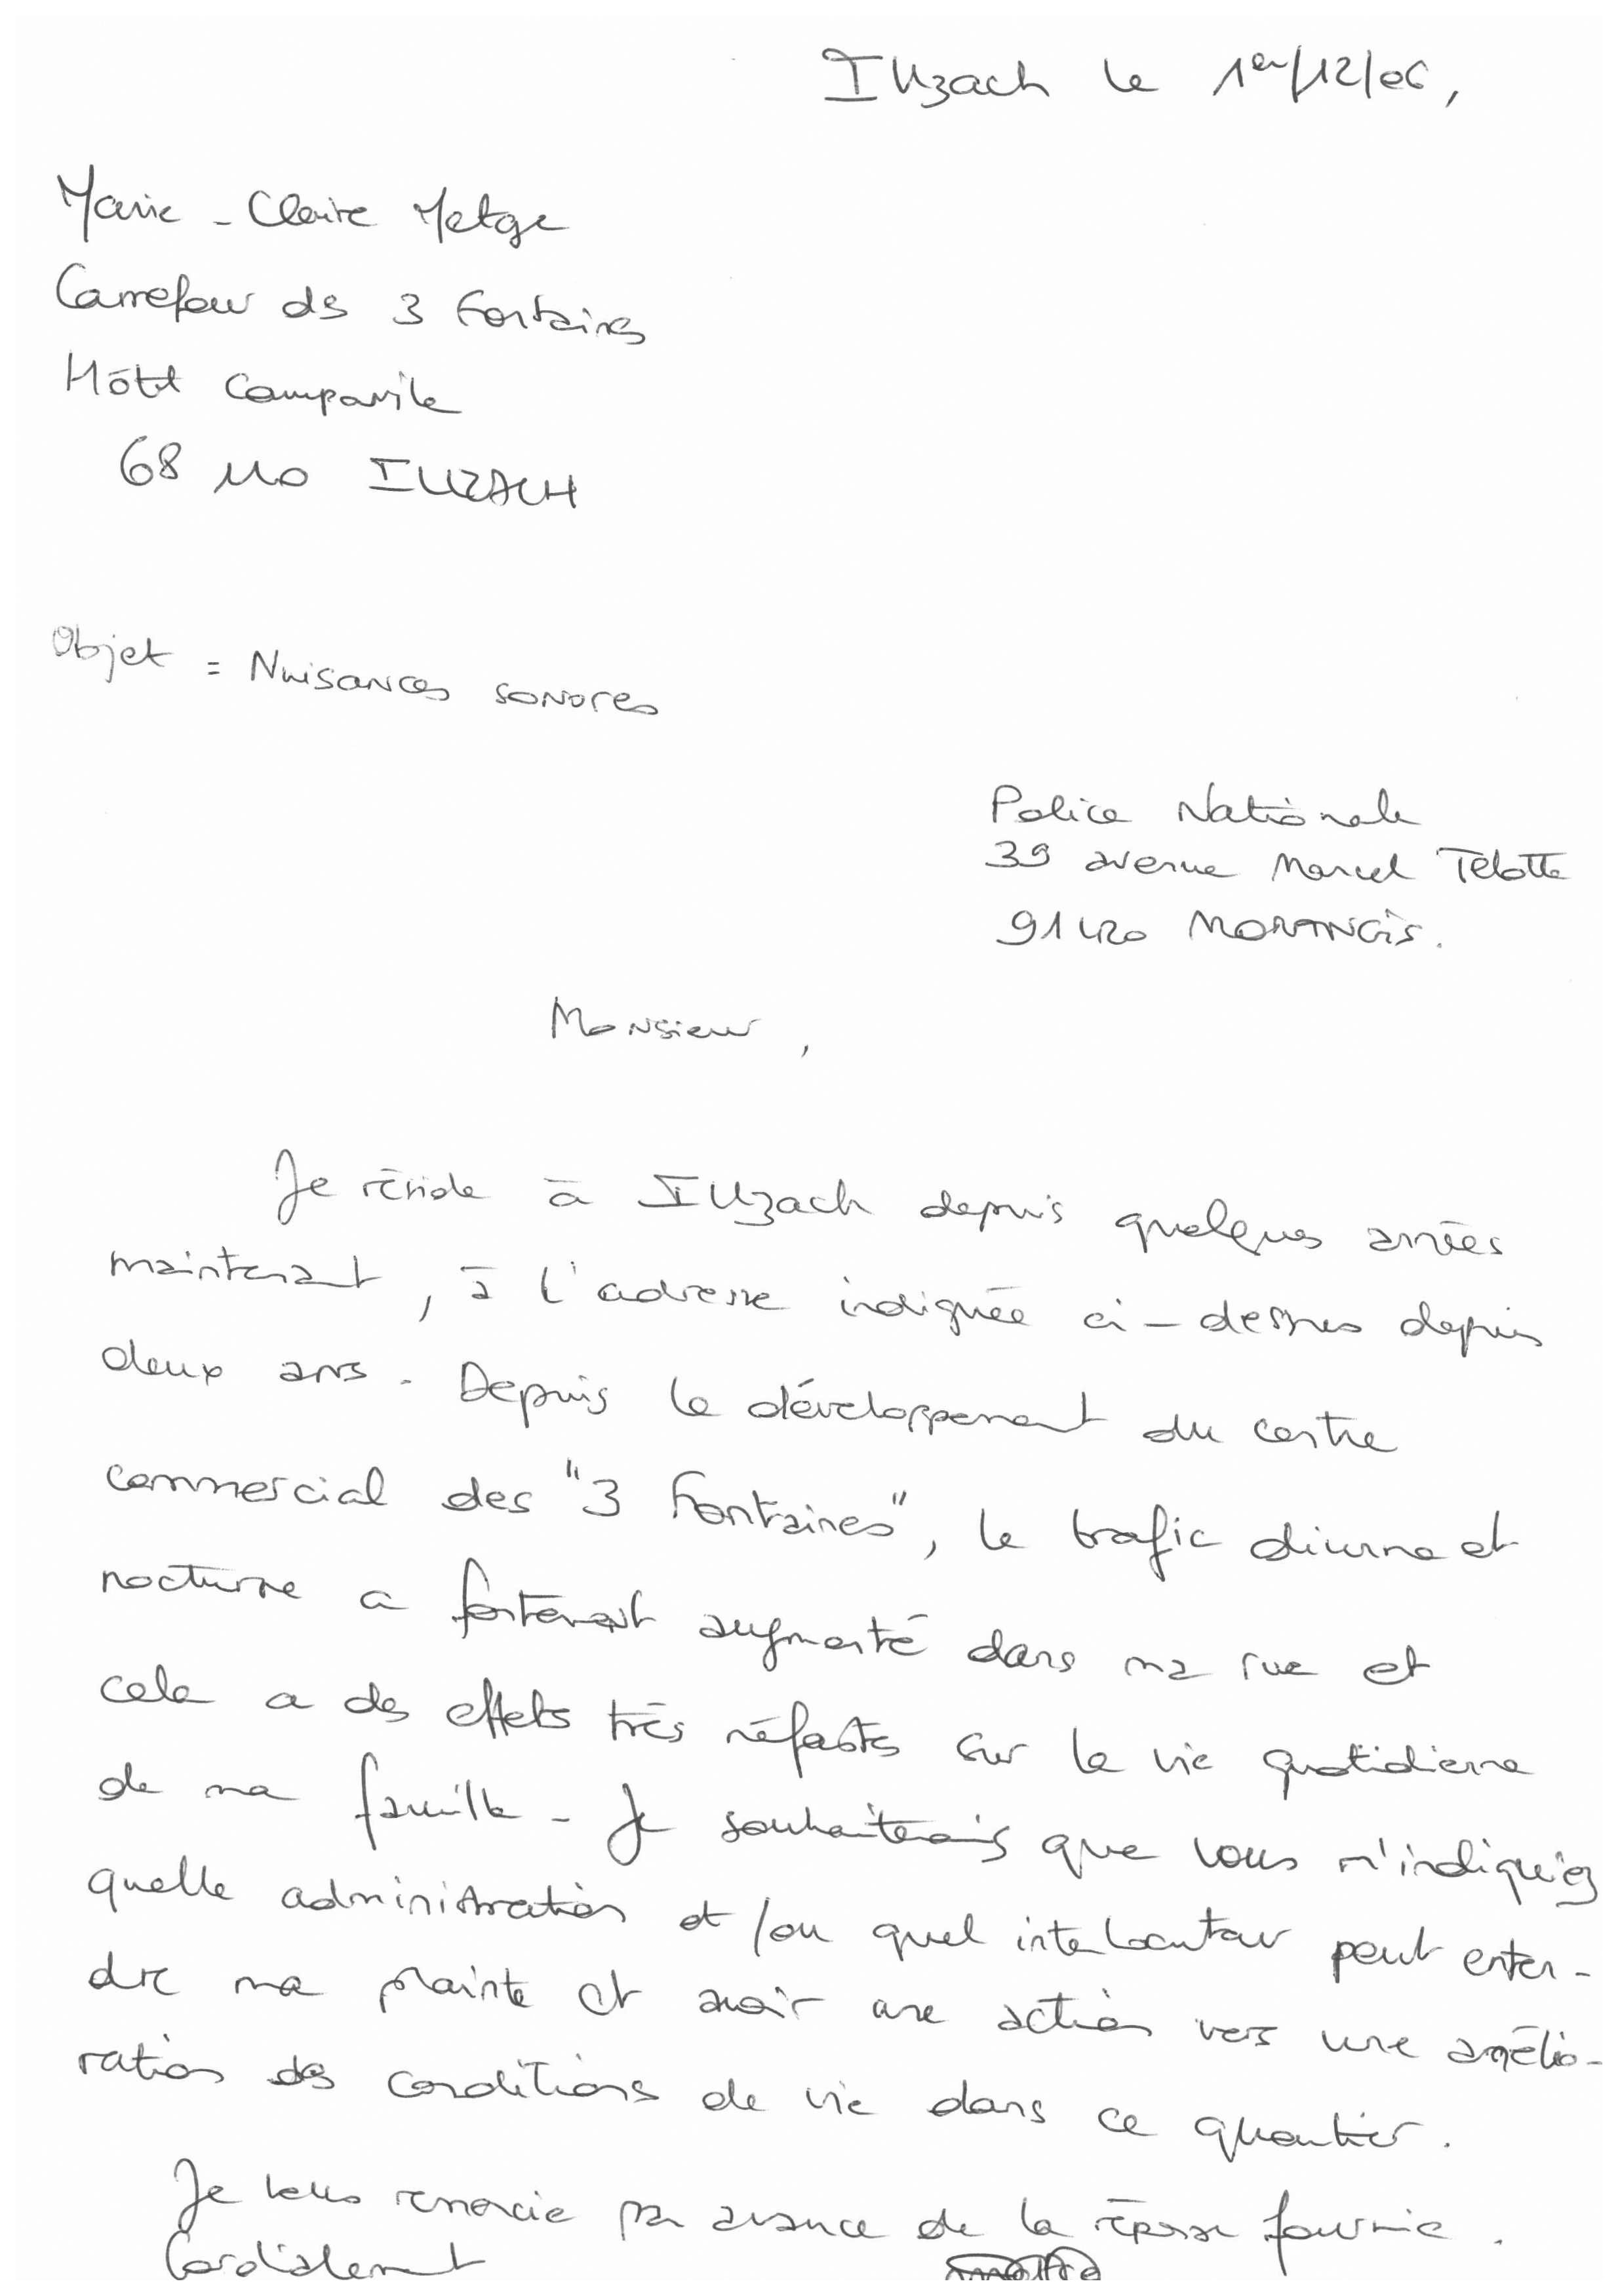 Illzach le 1er/12/06,
Marie-Claire Metge
Carrefour des 3 Fontaines
Hôtel Campanile
68 110 ILLZACH
Objet = Nuisances sonores
Police Nationale
39 avenue Marcel Telotte
91420 MORANGIS.
Monsieur,
Je réside à Illzach depuis quelques années
maintenant, à l'adresse indiquée ci-dessus depuis
deux ans. Depuis le développement du centre
commercial des "3 Fontaines", le trafic diurne et
nocturne a fortement augmenté dans ma rue et
cela a des effets très néfastes sur la vie quotidienne
de ma famille. Je souhaiterais que vous m'indiquiez
quelle administration et/ou quel interlocuteur peut enten-
dre ma plainte et avoir une action vers une amélio-
ration des conditions de vie dans ce quartier.
Je vous remercie par avance de la réponse fournie.
Cordialement